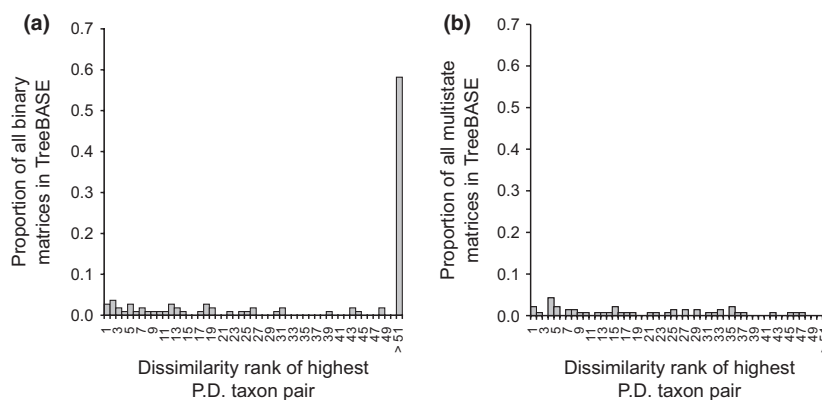 (a)
0.7
0.6
0.5
0.4
0.3
0.2
0.1
0.0
Proportion of all binary
matrices in TreeBASE
1 3 5 7 9 11 13 15 17 19 21 23 25 27 29 31 33 35 37 39 41 43 45 47 49 > 51
Dissimilarity rank of highest
P.D. taxon pair
(b)
0.7
0.6
0.5
0.4
0.3
0.2
0.1
0.0
Proportion of all multistate
matrices in TreeBASE
1 3 5 7 9 11 13 15 17 19 21 23 25 27 29 31 33 35 37 39 41 43 45 47 49
Dissimilarity rank of highest
P.D. taxon pair